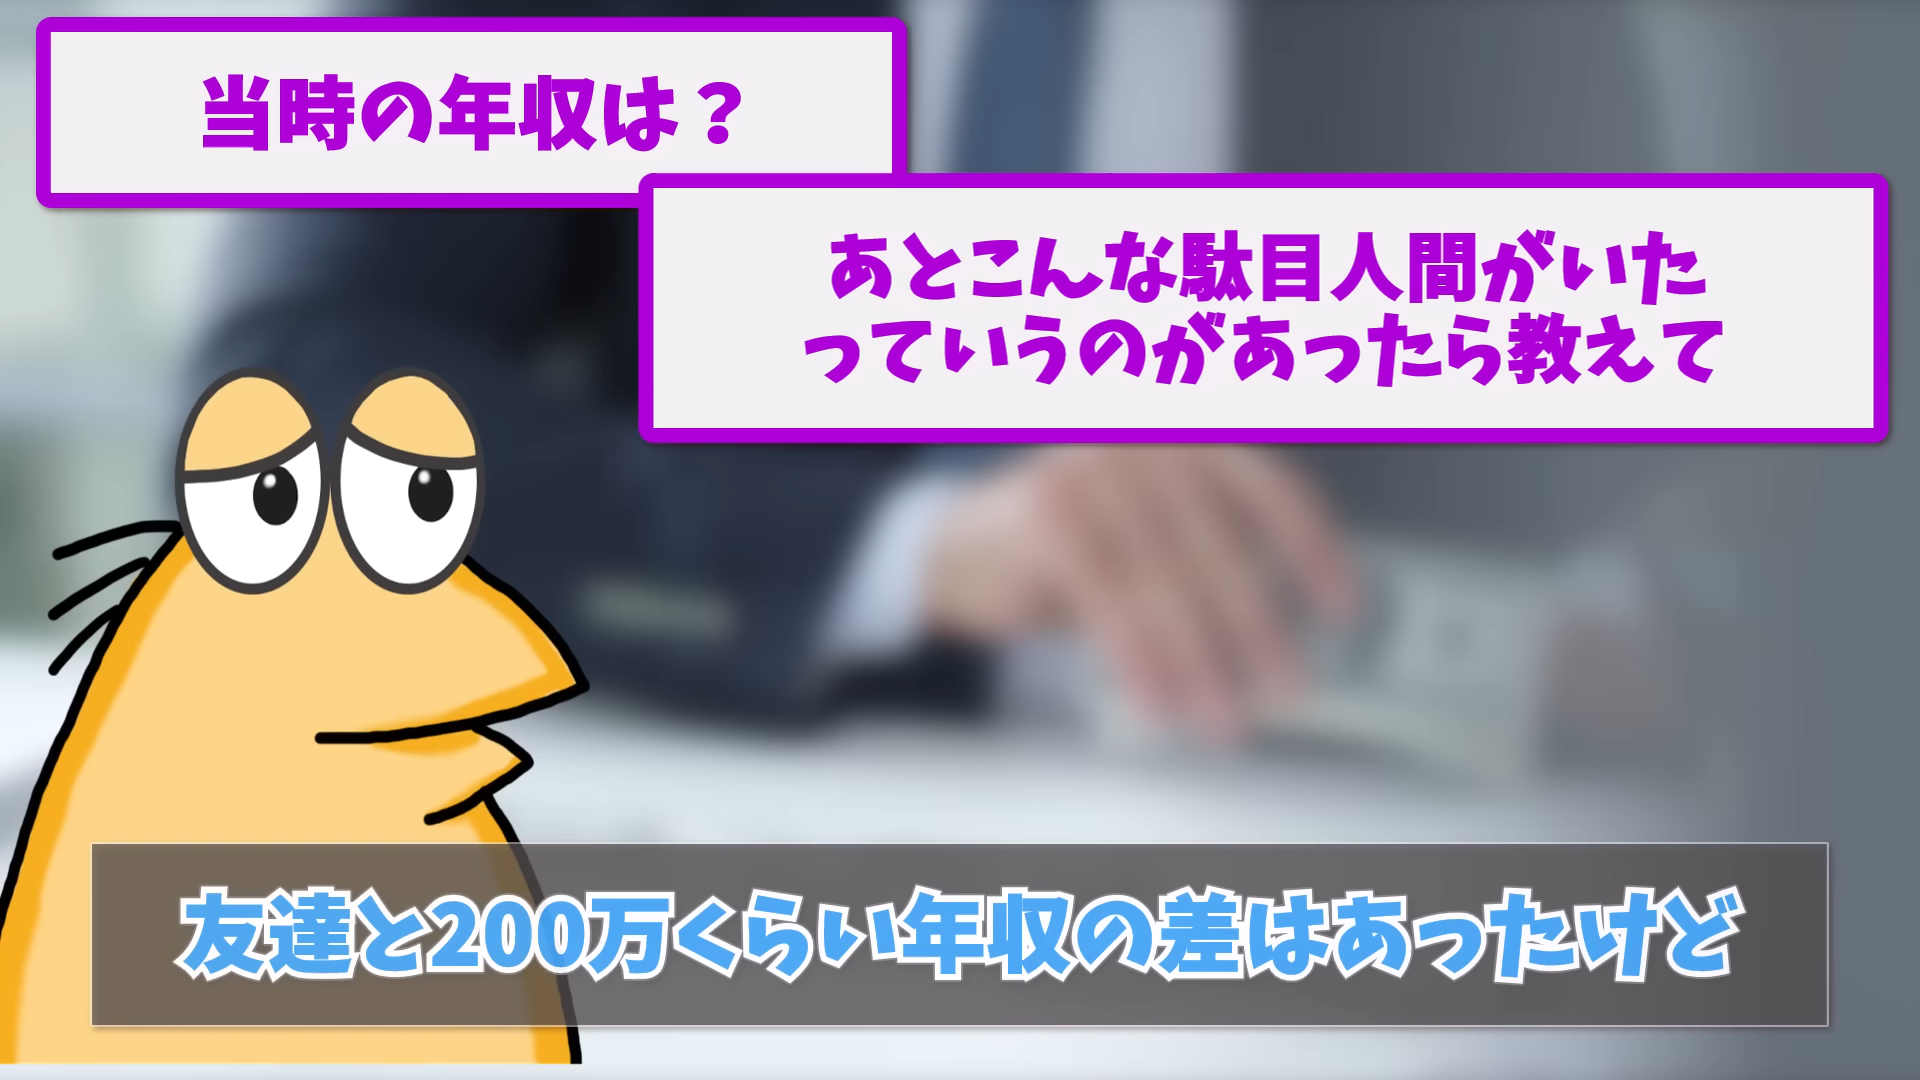 当時の年収は？
あとこんな駄目人間がいた
っていうのがあったら教えて
友達と200万くらい年収の差はあったけど